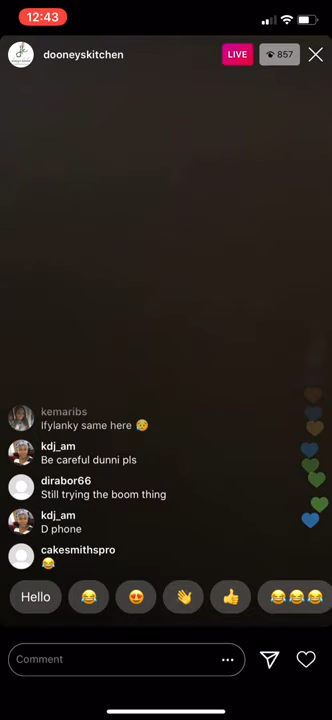 12:43
dooneyskitchen
LIVE
857
kemaribs
Ifylanky same here 😥
kdj_am
Be careful dunni pls
dirabor66
Still trying the boom thing
kdj_am
D phone
cakesmithspro
😂
Hello 😂 😍 👋 👍 😂😂😂
Comment